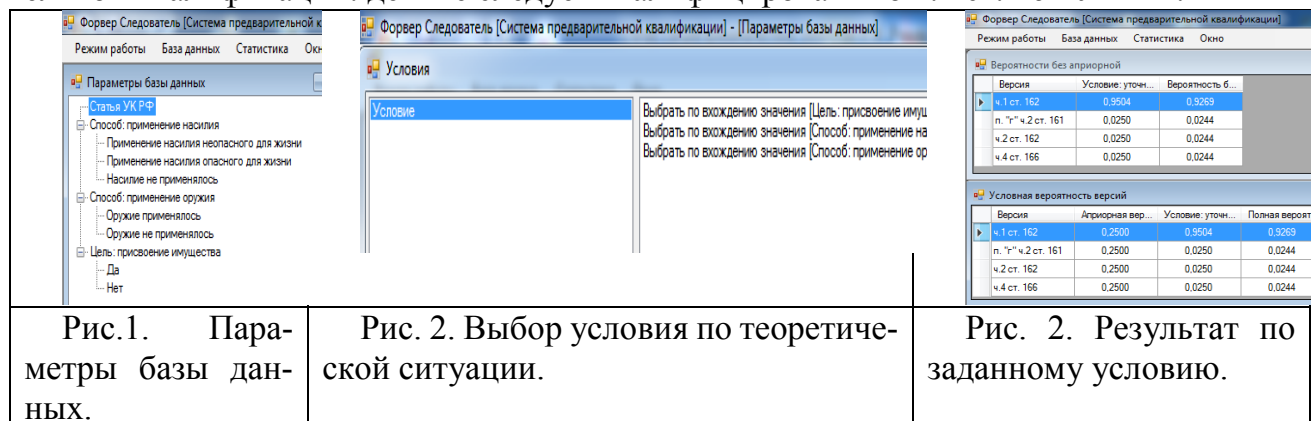 Форвер Следователь [Система предварительной к
Режим работы База данных Статистика Окн
Параметры базы данных
Статья УК РФ
Способ: применение насилия
Применение насилия неопасного для жизни
Применение насилия опасного для жизни
Насилие не применялось
Способ: применение оружия
Оружие применялось
Оружие не применялось
Цель: присвоение имущества
Да
Нет
Форвер Следователь [Система предварительной квалификации] - [Параметры базы данных]
Условия
Условие
Выбрать по вхождению значения [Цель: присвоение имущ
Выбрать по вхождению значения [Способ: применение на
Выбрать по вхождению значения [Способ: применение ор
Форвер Следователь [Система предварительной квалификации]
Режим работы База данных Статистика Окно
Вероятности без априорной
Версия Условие: уточн... Вероятность б...
ч.1 ст. 162 0,9504 0,9269
п. "г" ч.2 ст. 161 0,0250 0,0244
ч.2 ст. 162 0,0250 0,0244
ч.4 ст. 166 0,0250 0,0244
Условная вероятность версий
Версия Априорная вер... Условие: уточн... Полная вероят
ч.1 ст. 162 0,2500 0,9504 0,9269
п. "г" ч.2 ст. 161 0,2500 0,0250 0,0244
ч.2 ст. 162 0,2500 0,0250 0,0244
ч.4 ст. 166 0,2500 0,0250 0,0244
Рис.1. Пара-
метры базы дан-
ных.
Рис. 2. Выбор условия по теоретиче-
ской ситуации.
Рис. 2. Результат по
заданному условию.